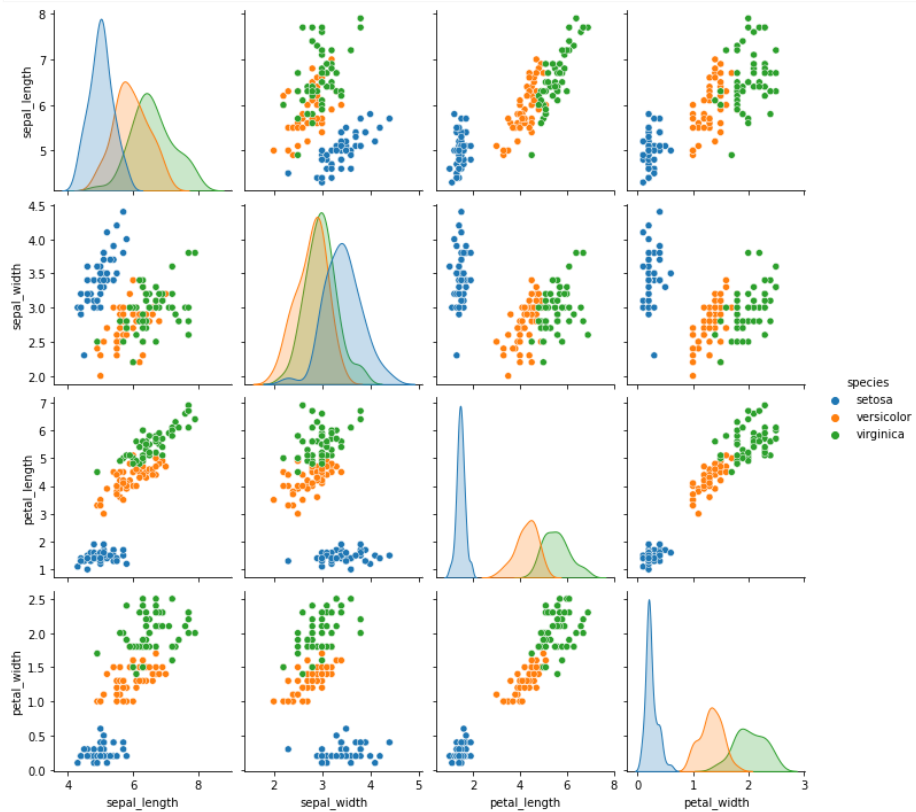 8
7
6
5
sepal_length
4.5
4.0
3.5
3.0
2.5
2.0
sepal_width
7
6
5
4
3
2
1
petal_length
2.5
2.0
1.5
1.0
0.5
0.0
petal_width
4 6 8
sepal_length
2 3 4 5
sepal_width
2 4 6 8
petal_length
0 1 2 3
petal_width
species
setosa
versicolor
virginica